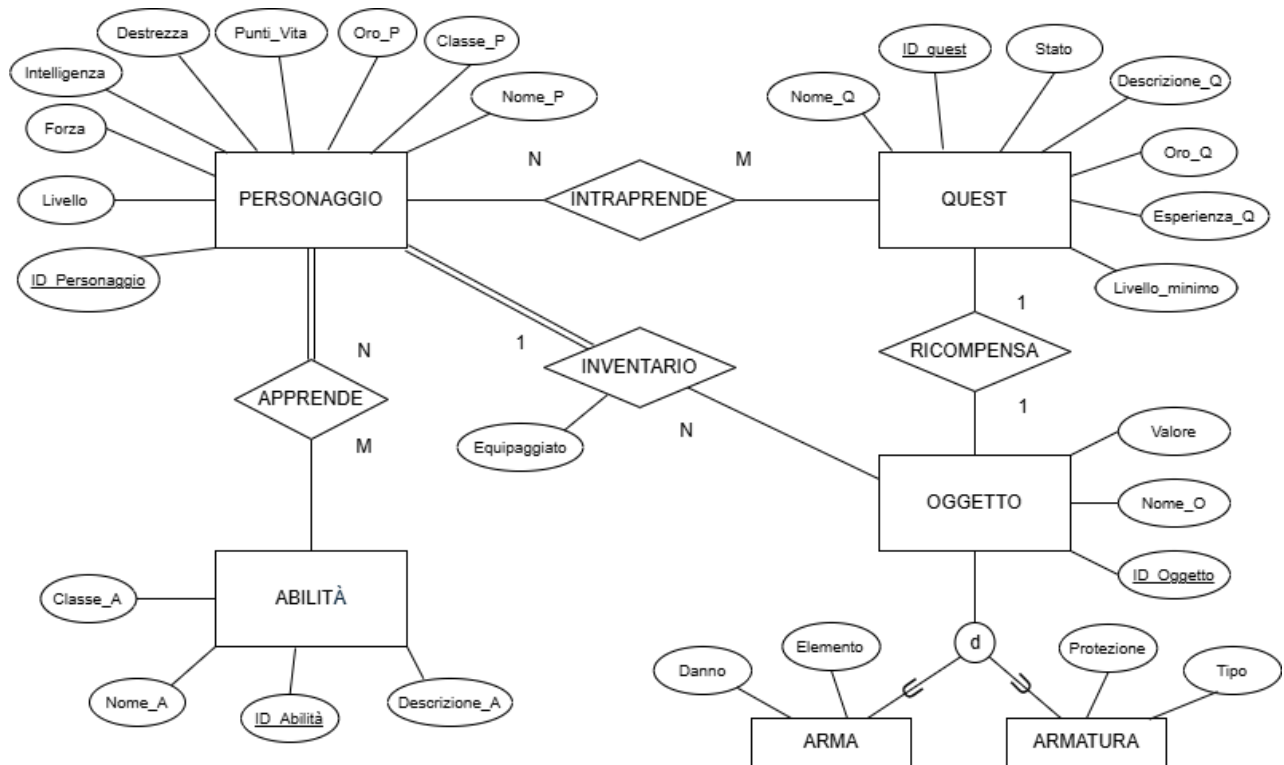 Destrezza
Punti_Vita
Oro_P
Classe_P
Intelligenza
Nome_P
Forza
Livello
ID_Personaggio
PERSONAGGIO
N
INTRAPRENDE
M
ID_quest
Stato
Nome_Q
Descrizione_Q
Oro_Q
QUEST
Esperienza_Q
Livello_minimo
1
RICOMPENSA
1
N
APPRENDE
M
1
INVENTARIO
N
Equipaggiato
Valore
OGGETTO
Nome_O
ID_Oggetto
Classe_A
ABILITÀ
Nome_A
ID_Abilità
Descrizione_A
d
Danno
Elemento
Protezione
Tipo
ARMA
ARMATURA